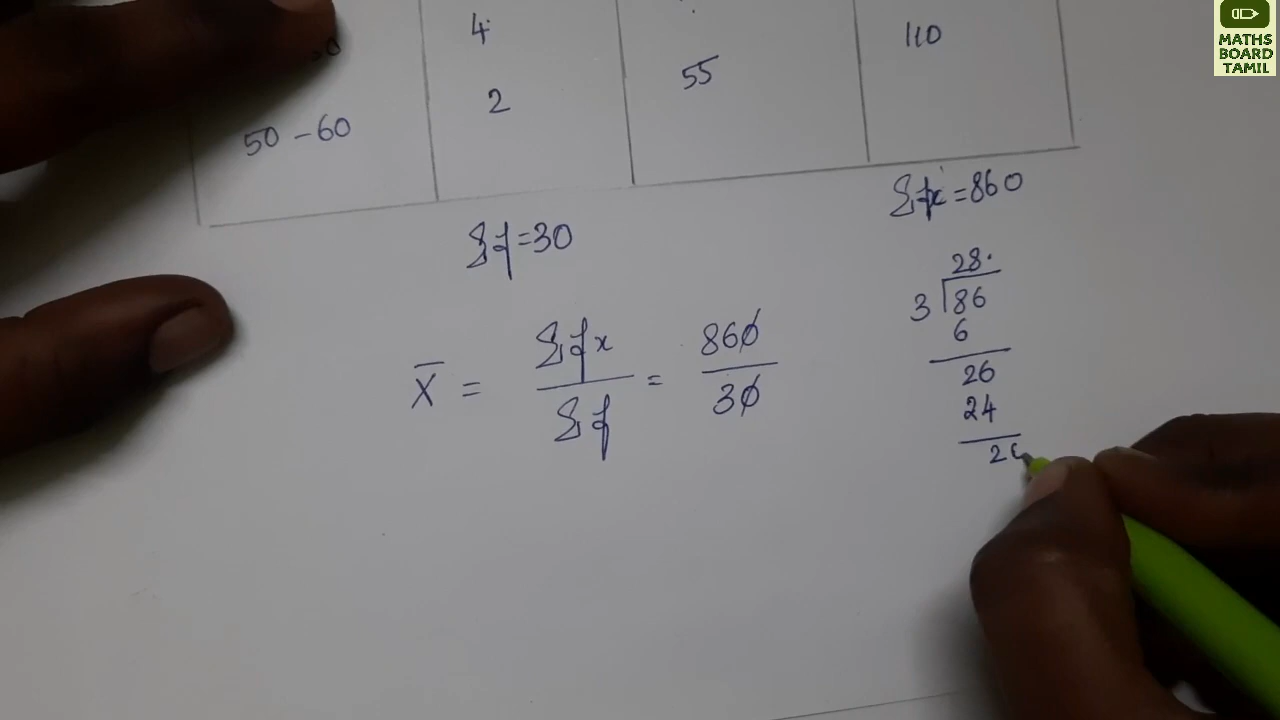 MATHS
BOARD
TAMIL
4 110
2 55
50 - 60
Σfx = 860
Σf = 30
28.
3 86
6
26
24
20
X̅ = Σfx / Σf = 860 / 30